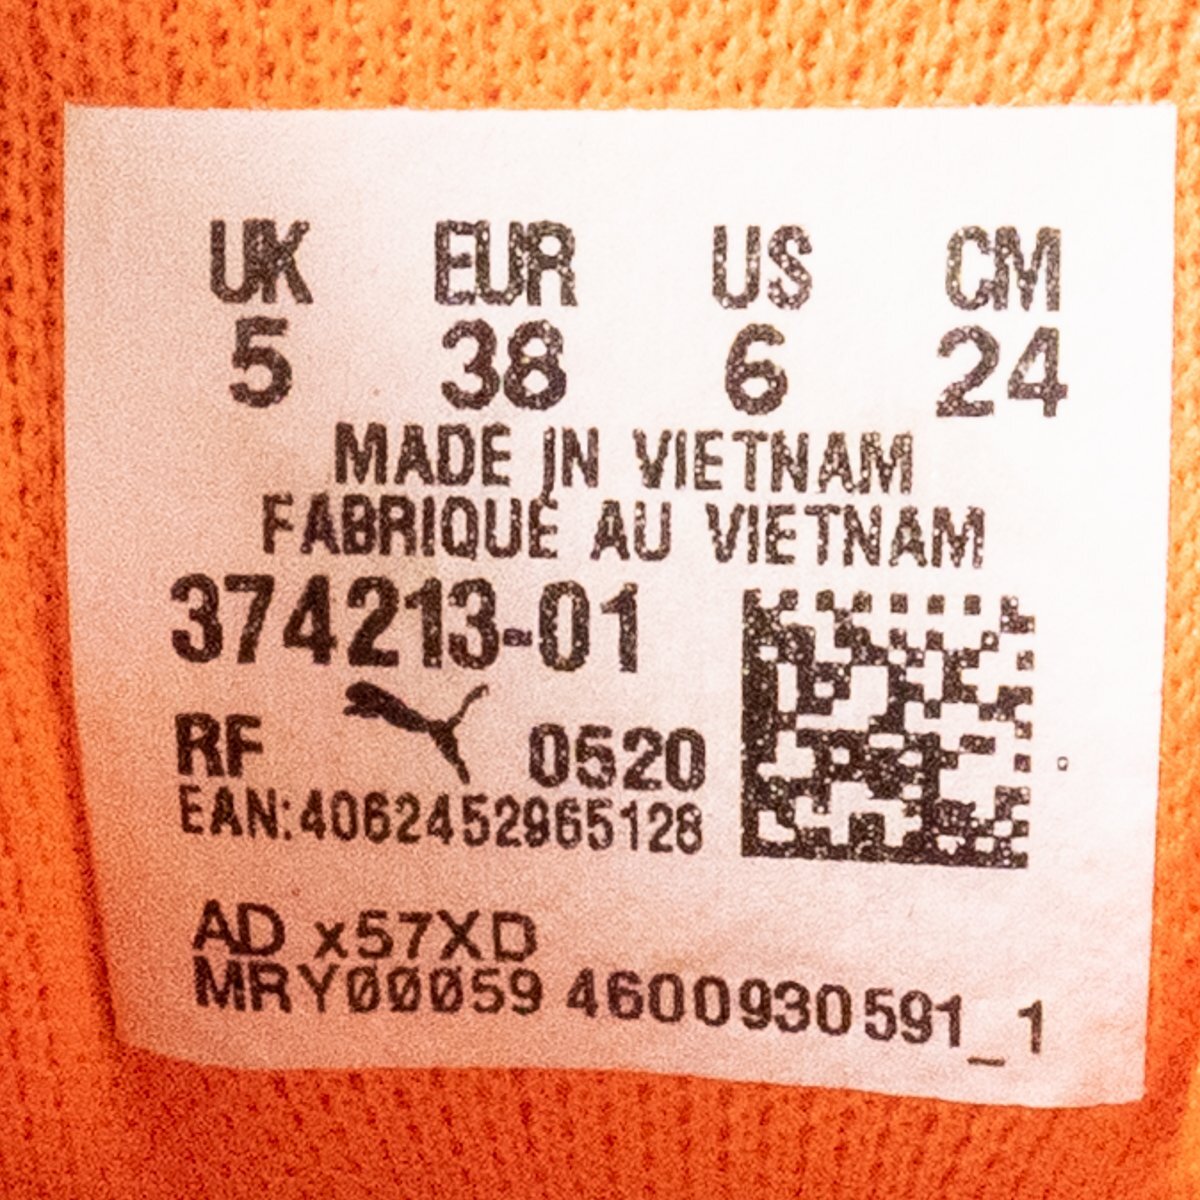 UK EUR US CM
5 38 6 24
MADE IN VIETNAM
FABRIQUE AU VIETNAM
374213-01
RF 0520
EAN:4062452965128
AD x57XD
MRY00059 4600930591_1